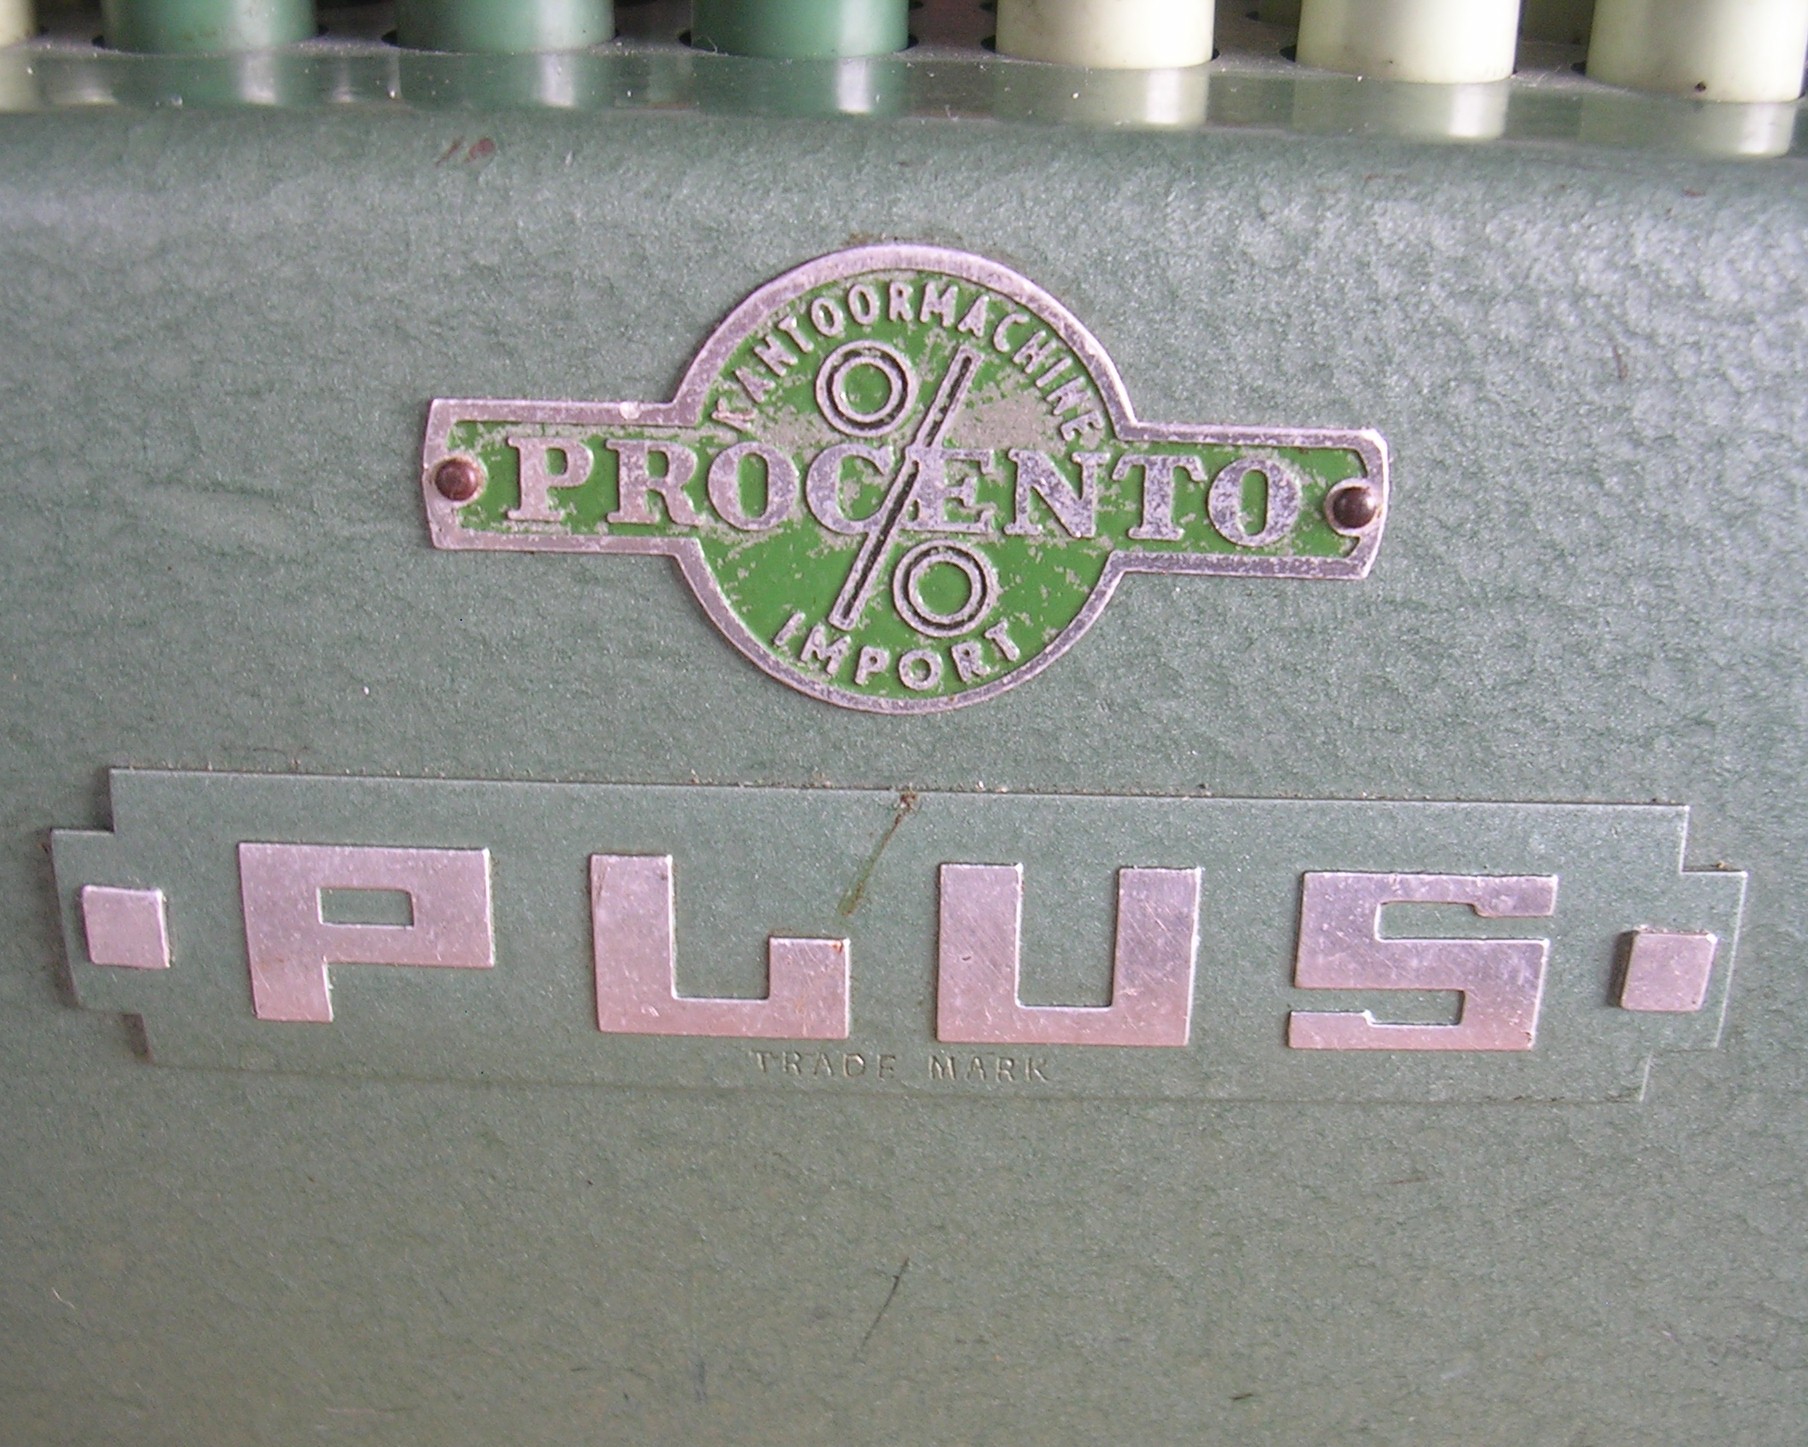 KANTOORMACHINE
%
PROCENTO
IMPORT
PLUS
TRADE MARK